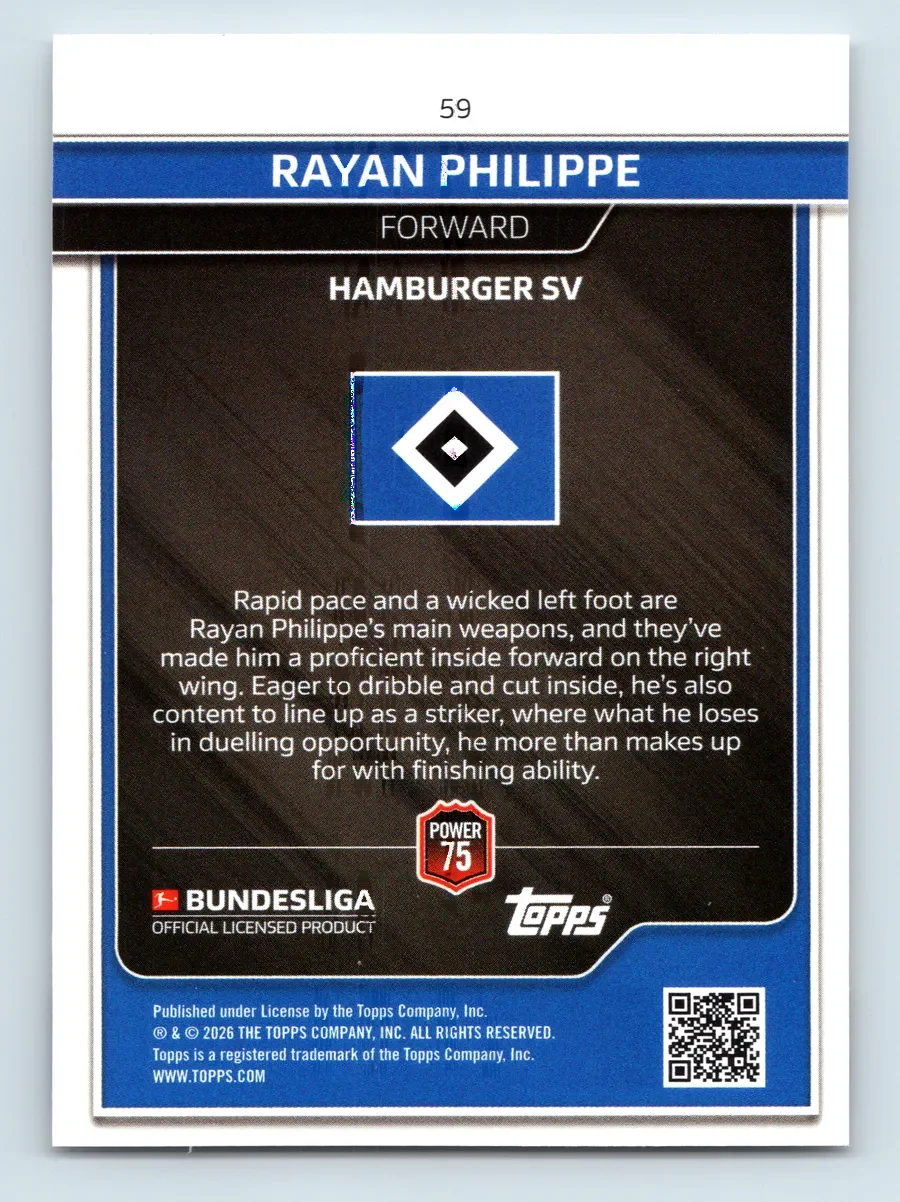 59
RAYAN PHILIPPE
FORWARD
HAMBURGER SV
Rapid pace and a wicked left foot are
Rayan Philippe's main weapons, and they've
made him a proficient inside forward on the right
wing. Eager to dribble and cut inside, he's also
content to line up as a striker, where what he loses
in duelling opportunity, he more than makes up
for with finishing ability.
POWER
75
BUNDESLIGA
OFFICIAL LICENSED PRODUCT
topps®
Published under License by the Topps Company, Inc.
® & © 2026 THE TOPPS COMPANY, INC. ALL RIGHTS RESERVED.
Topps is a registered trademark of the Topps Company, Inc.
WWW.TOPPS.COM